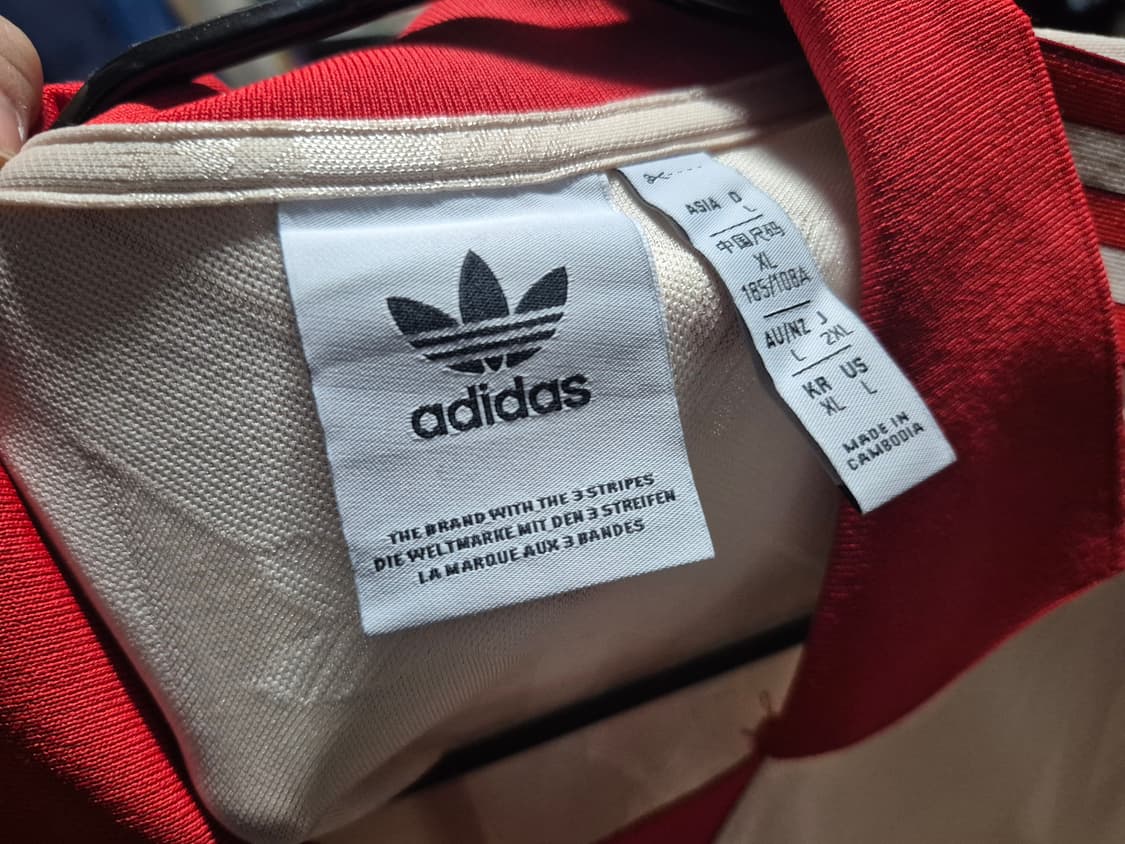 adidas
THE BRAND WITH THE 3 STRIPES
DIE WELTMARKE MIT DEN 3 STREIFEN
LA MARQUE AUX 3 BANDES
ASIA D
L
中国尺码
XL
185/108A
AU/NZ J
L 2XL
KR US
XL L
MADE IN
CAMBODIA